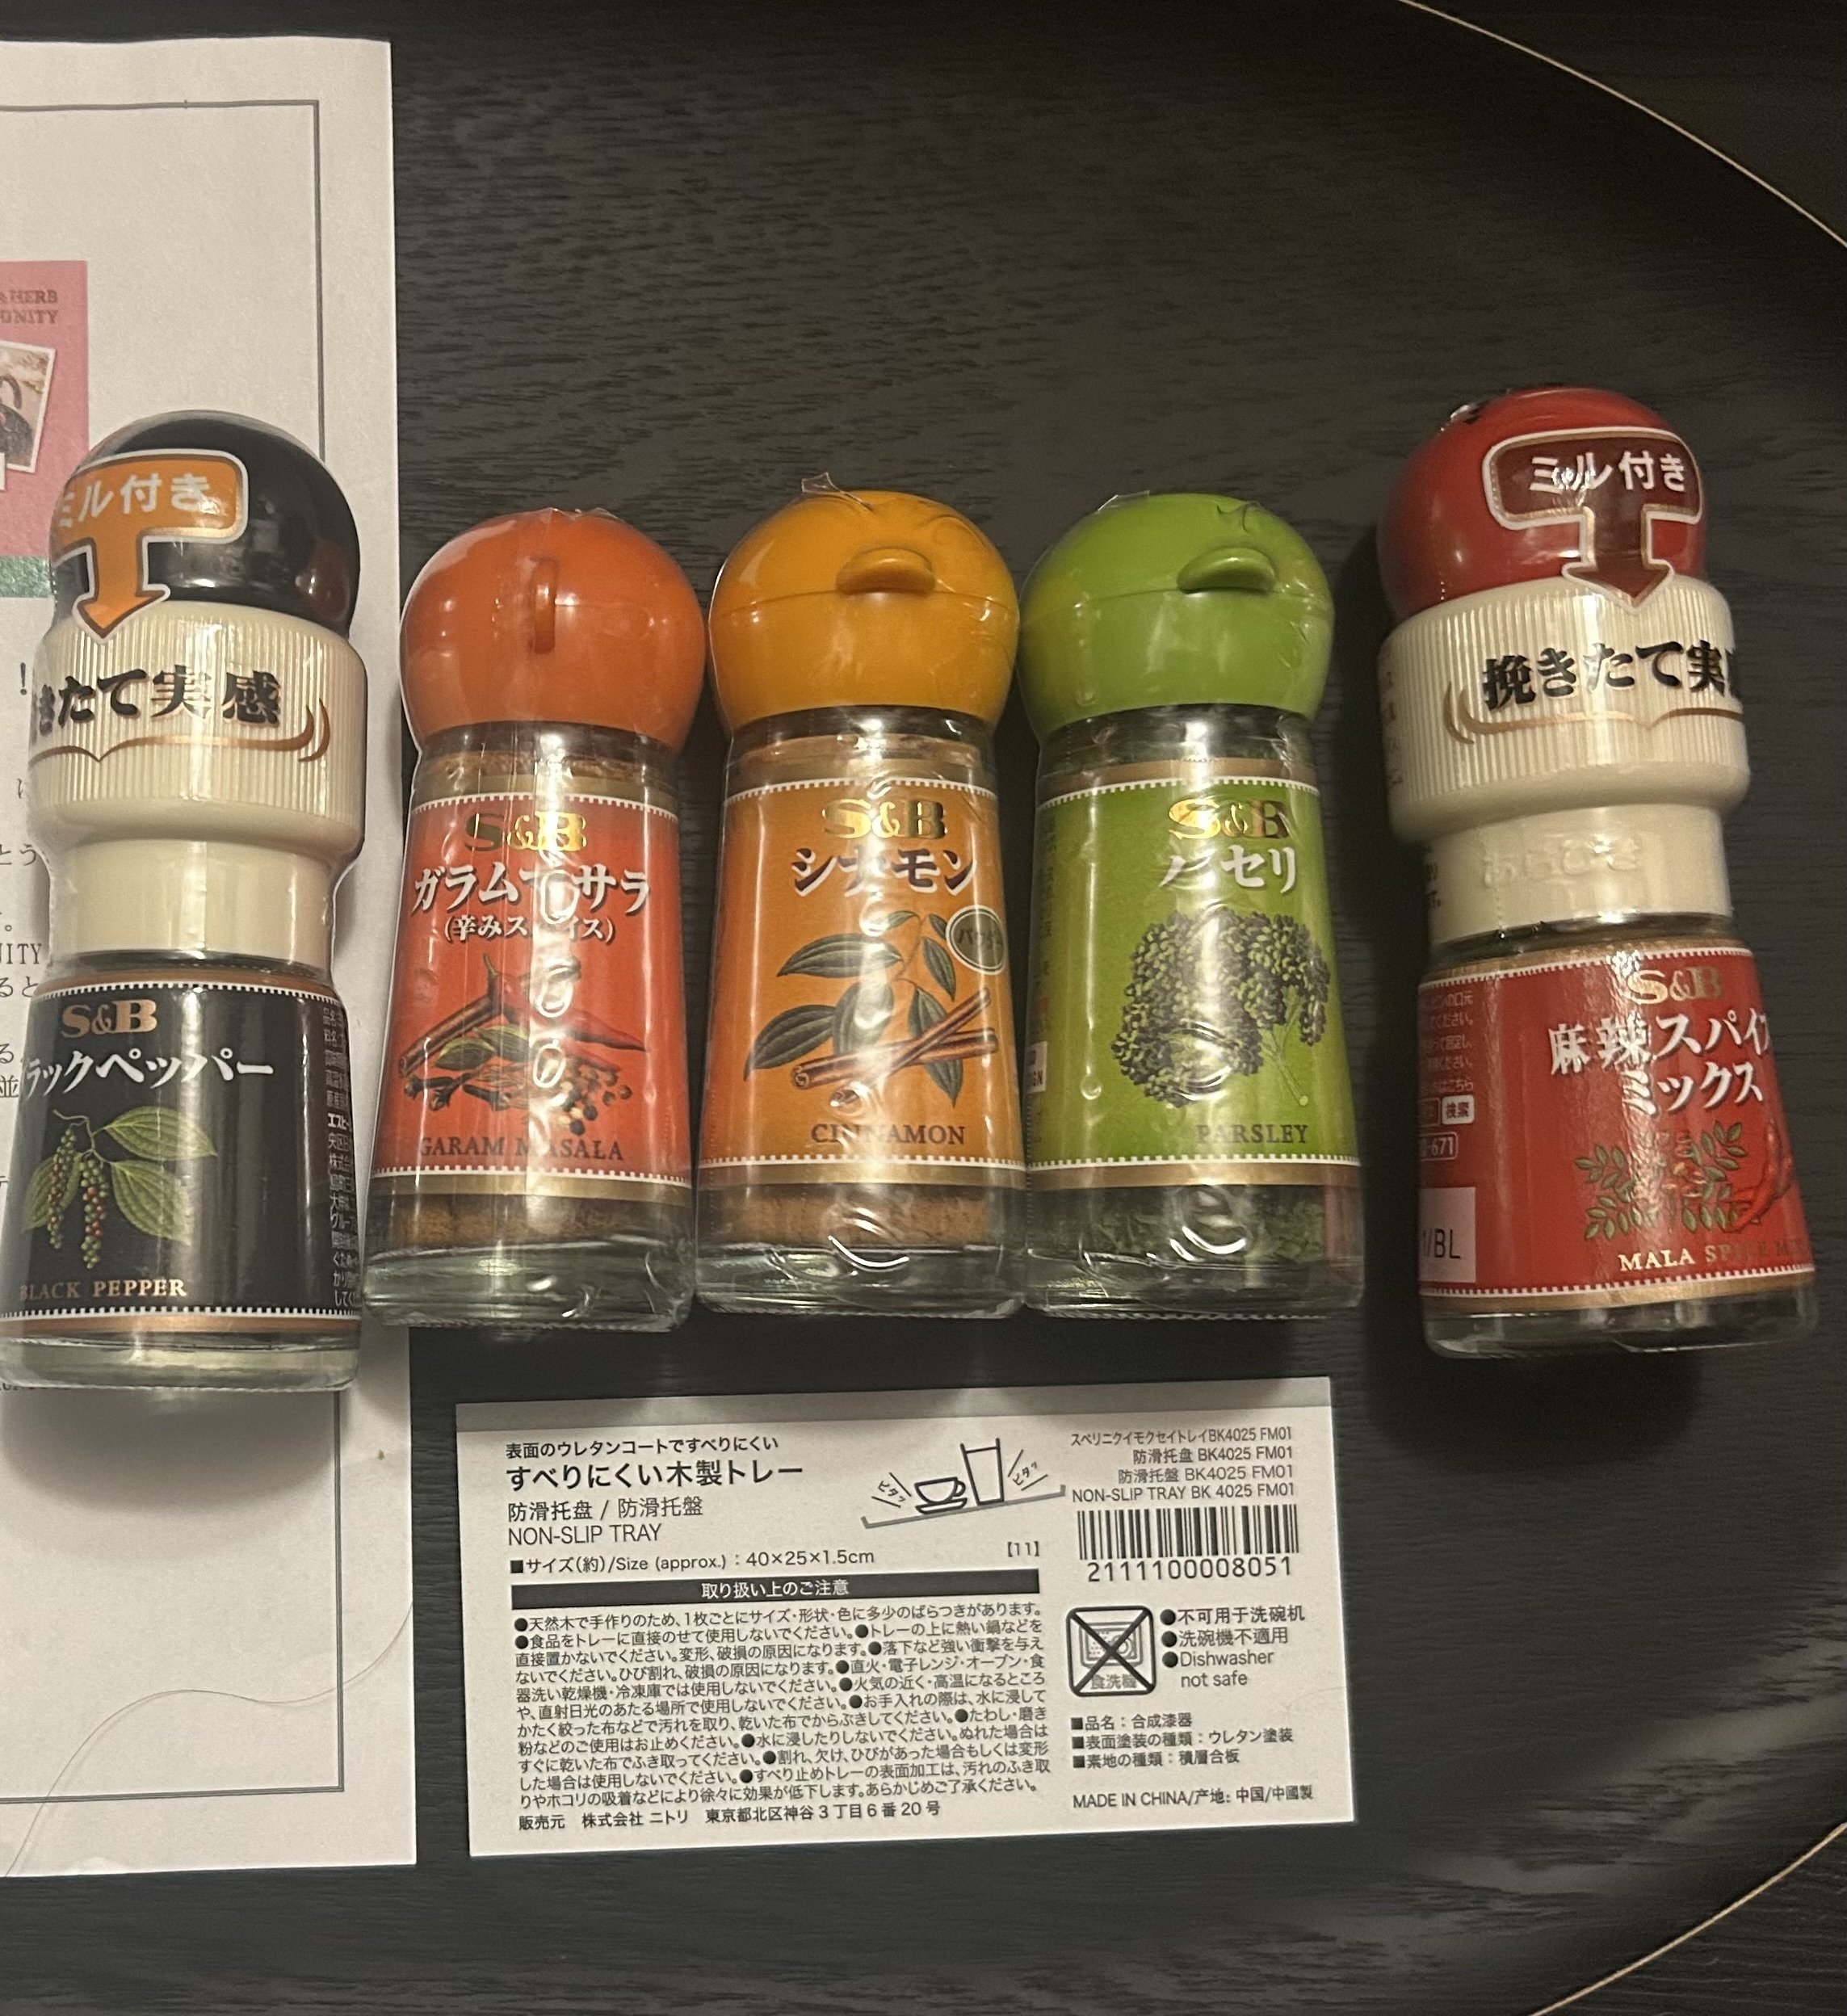 HERB
UNITY
ミル付き
きたて実感
S&B
ラックペッパー
BLACK PEPPER
S&B
ガラムマサラ
(辛みスパイス)
GARAM MASALA
S&B
シナモン
パウダー
CINNAMON
S&B
パセリ
PARSLEY
ミル付き
挽きたて実
あらびき
S&B
麻辣スパイ
ミックス
検索
671
/BL
MALA SPICE M
表面のウレタンコートですべりにくい
すべりにくい木製トレー
防滑托盘 / 防滑托盤
NON-SLIP TRAY
■サイズ(約)/Size (approx.):40×25×1.5cm
【11】
ピタッ
ピタッ
取り扱い上のご注意
●天然木で手作りのため、1枚ごとにサイズ・形状・色に多少のばらつきがあります。
●食品をトレーに直接のせて使用しないでください。●トレーの上に熱い鍋などを
直接置かないでください。変形、破損の原因になります。●落下など強い衝撃を与え
ないでください。ひび割れ、破損の原因になります。●直火・電子レンジ・オーブン・食
器洗い乾燥機・冷凍庫では使用しないでください。●火気の近く・高温になるところ
や、直射日光のあたる場所で使用しないでください。●お手入れの際は、水に浸して
かたく絞った布などで汚れを取り、乾いた布でからぶきしてください。●たわし・磨き
粉などのご使用はお止めください。●水に浸したりしないでください。ぬれた場合は
すぐに乾いた布でふき取ってください。●割れ、欠け、ひびがあった場合もしくは変形
した場合は使用しないでください。●すべり止めトレーの表面加工は、汚れのふき取
りやホコリの吸着などにより徐々に効果が低下します。あらかじめご了承ください。
販売元 株式会社 ニトリ 東京都北区神谷3丁目6番20号
スベリニクイモクセイトレイBK4025 FM01
防滑托盘 BK4025 FM01
防滑托盤 BK4025 FM01
NON-SLIP TRAY BK 4025 FM01
2111100008051
食洗機
●不可用于洗碗机
●洗碗機不適用
●Dishwasher
not safe
■品名:合成漆器
■表面塗装の種類:ウレタン塗装
■素地の種類:積層合板
MADE IN CHINA/产地: 中国/中國製